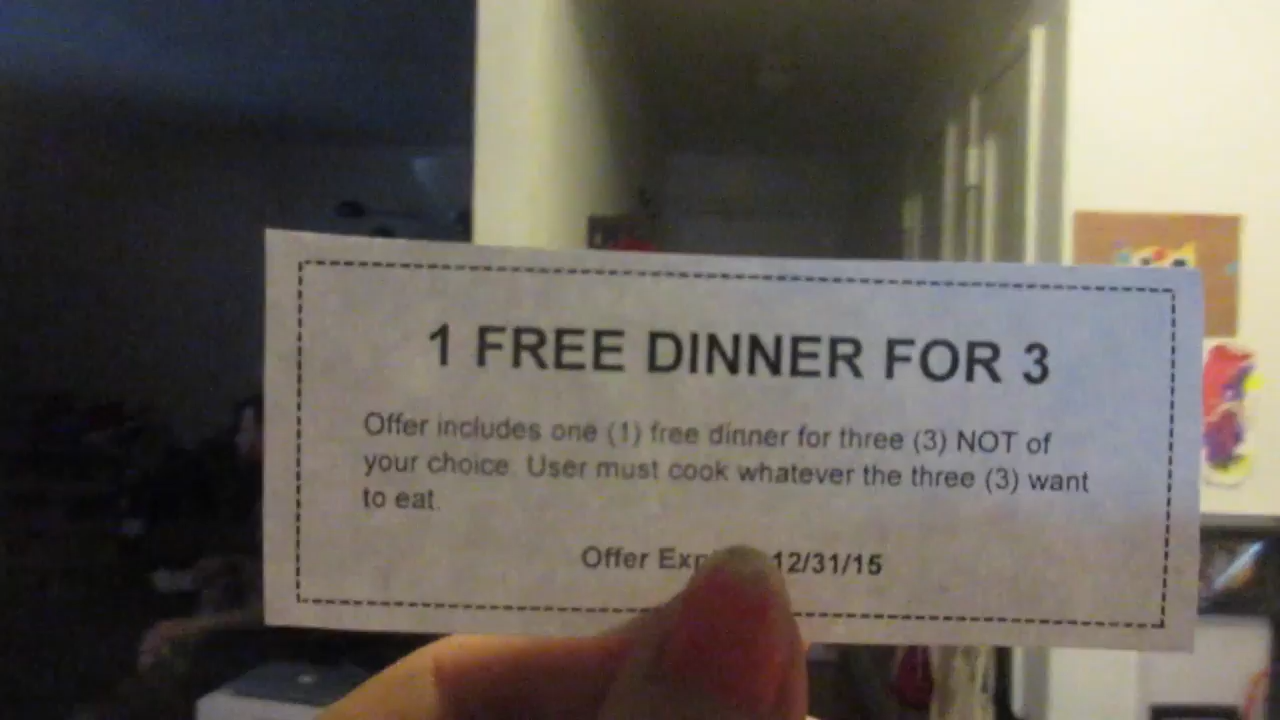 1 FREE DINNER FOR 3
Offer includes one (1) free dinner for three (3) NOT of
your choice. User must cook whatever the three (3) want
to eat.
Offer 12/31/15